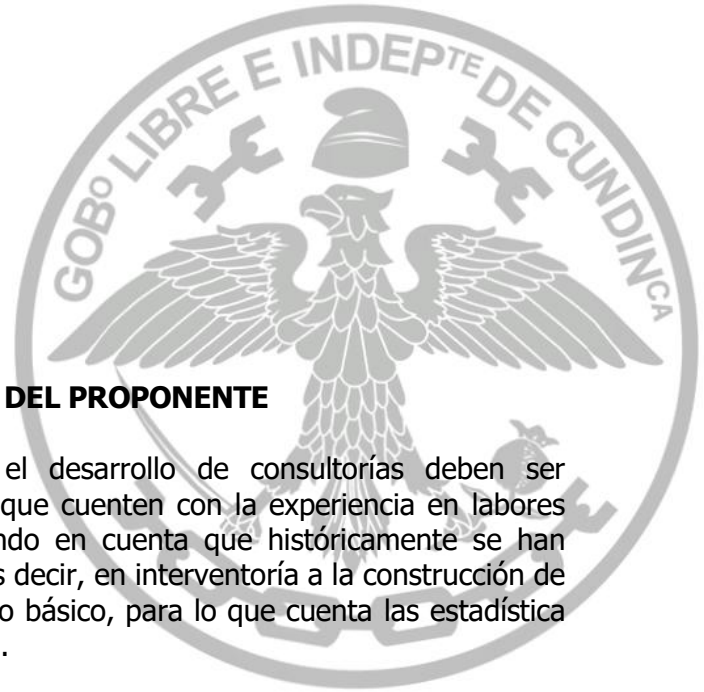 GOBº LIBRE E INDEPTE DE CUNDINCA
DEL PROPONENTE
el desarrollo de consultorías deben ser
que cuenten con la experiencia en labores
ndo en cuenta que históricamente se han
s decir, en interventoría a la construcción de
o básico, para lo que cuenta las estadística
.